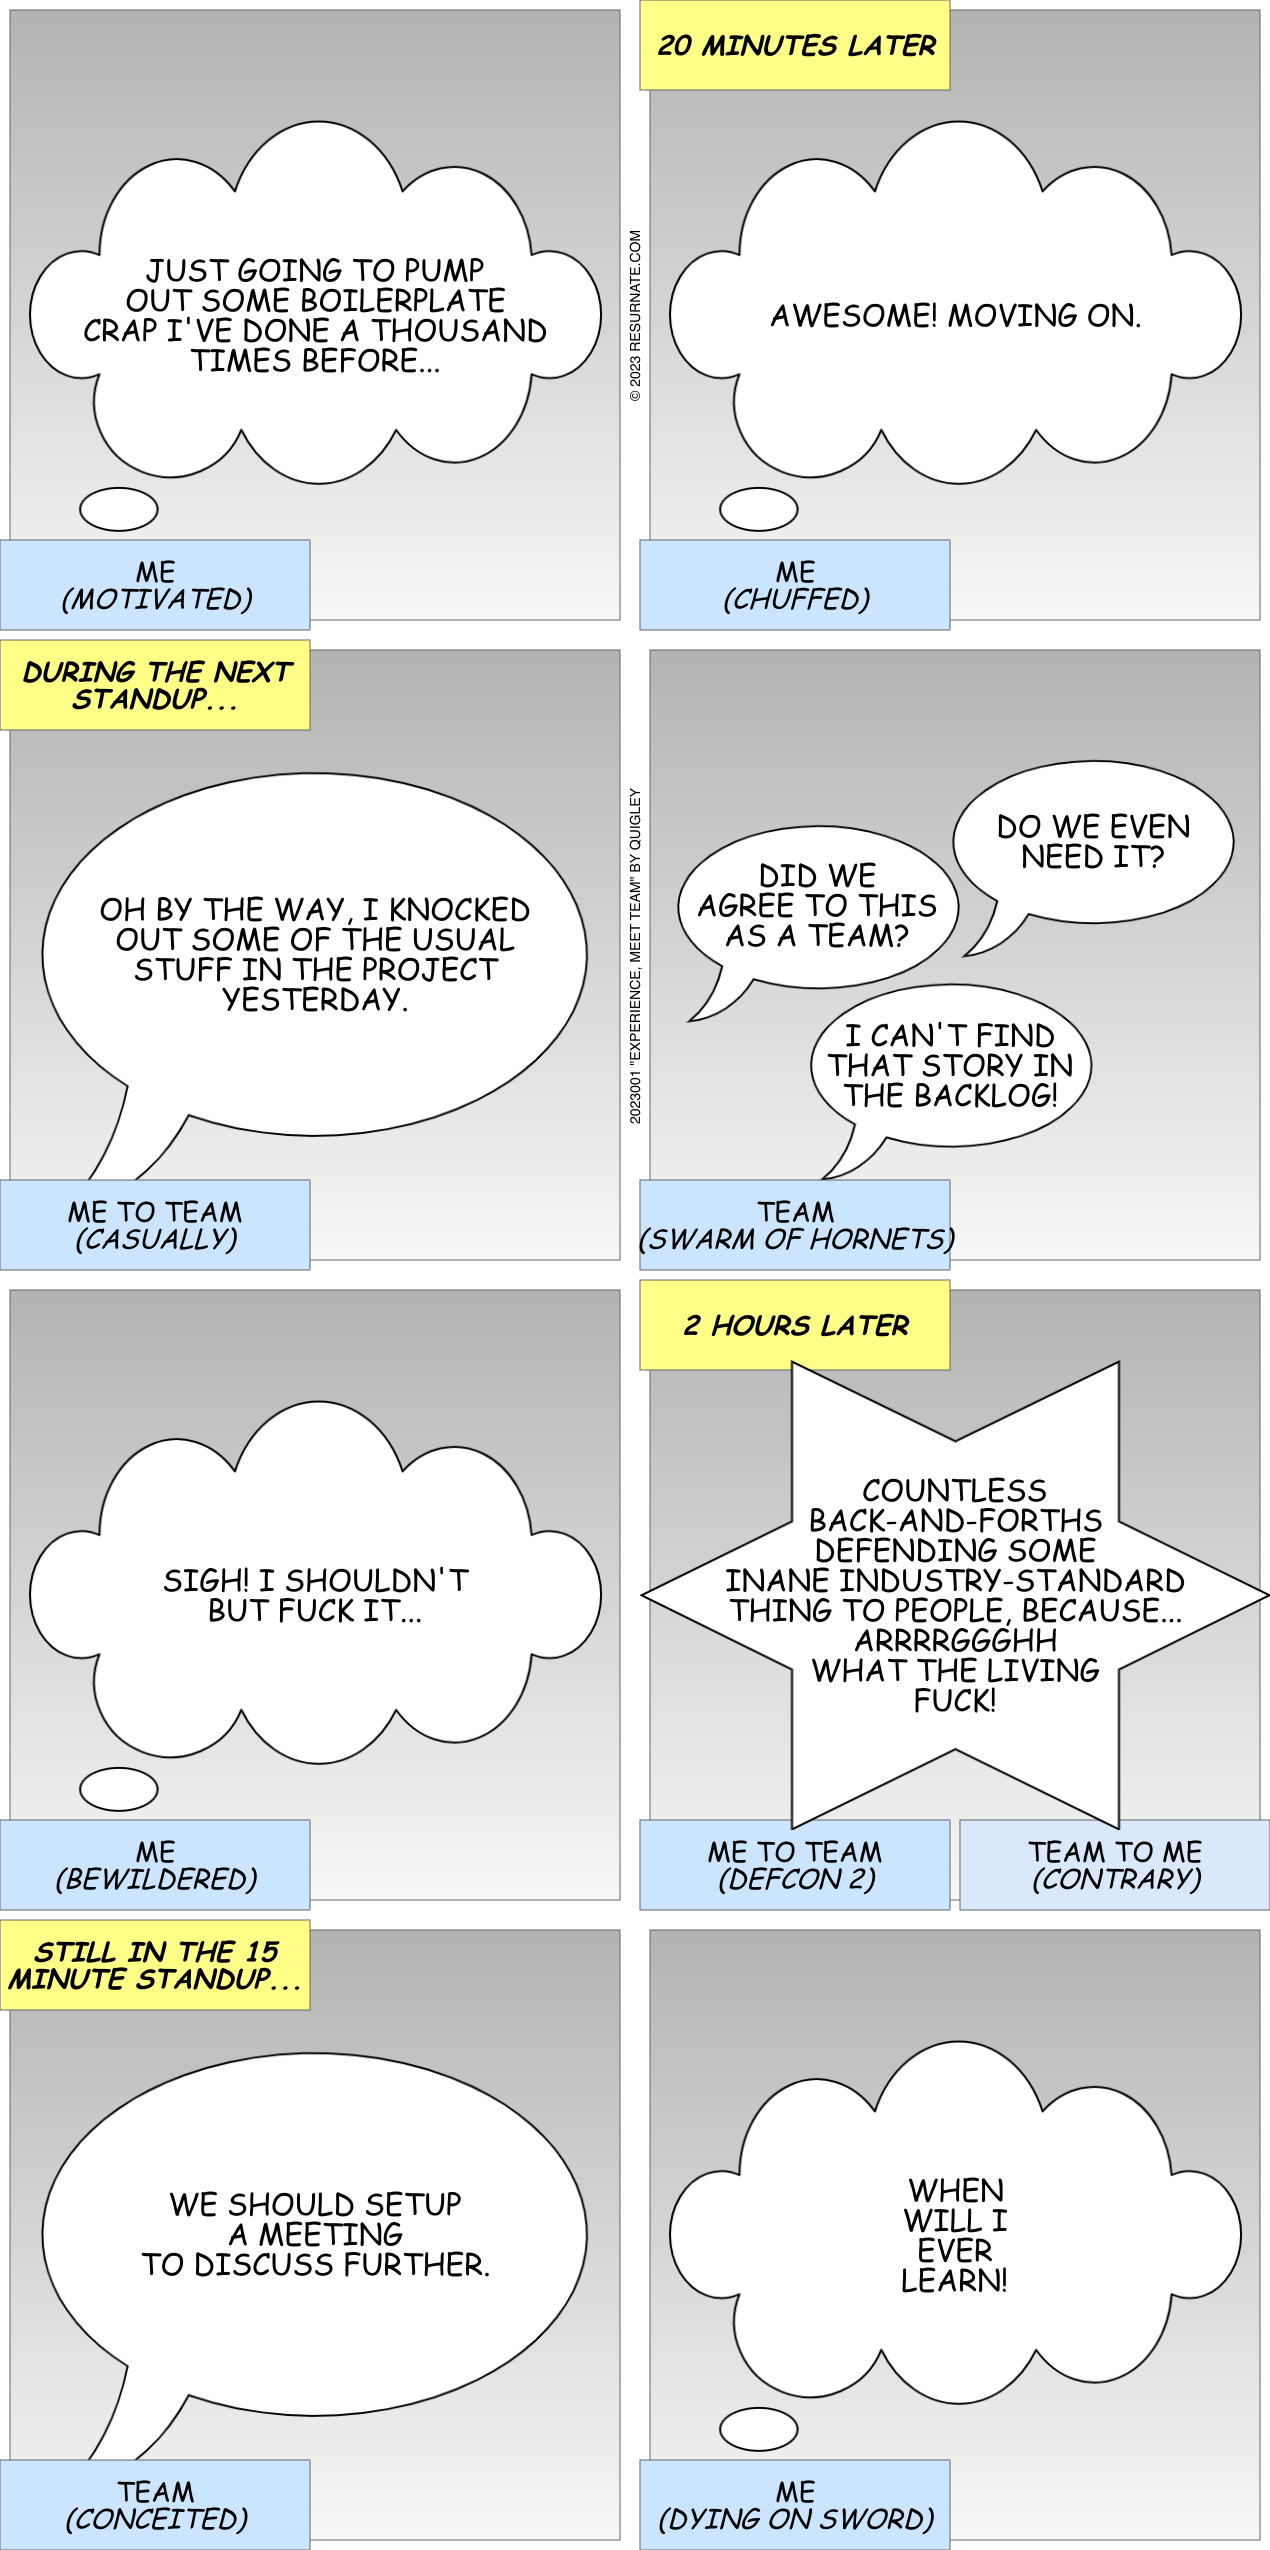 JUST GOING TO PUMP
OUT SOME BOILERPLATE
CRAP I'VE DONE A THOUSAND
TIMES BEFORE...
ME
(MOTIVATED)
20 MINUTES LATER
AWESOME! MOVING ON.
ME
(CHUFFED)
© 2023 RESURNATE.COM
DURING THE NEXT
STANDUP...
OH BY THE WAY, I KNOCKED
OUT SOME OF THE USUAL
STUFF IN THE PROJECT
YESTERDAY.
ME TO TEAM
(CASUALLY)
2023001 "EXPERIENCE, MEET TEAM" BY QUIGLEY
DID WE
AGREE TO THIS
AS A TEAM?
DO WE EVEN
NEED IT?
I CAN'T FIND
THAT STORY IN
THE BACKLOG!
TEAM
(SWARM OF HORNETS)
SIGH! I SHOULDN'T
BUT FUCK IT...
ME
(BEWILDERED)
2 HOURS LATER
COUNTLESS
BACK-AND-FORTHS
DEFENDING SOME
INANE INDUSTRY-STANDARD
THING TO PEOPLE, BECAUSE...
ARRRRGGGHH
WHAT THE LIVING
FUCK!
ME TO TEAM
(DEFCON 2)
TEAM TO ME
(CONTRARY)
STILL IN THE 15
MINUTE STANDUP...
WE SHOULD SETUP
A MEETING
TO DISCUSS FURTHER.
TEAM
(CONCEITED)
WHEN
WILL I
EVER
LEARN!
ME
(DYING ON SWORD)